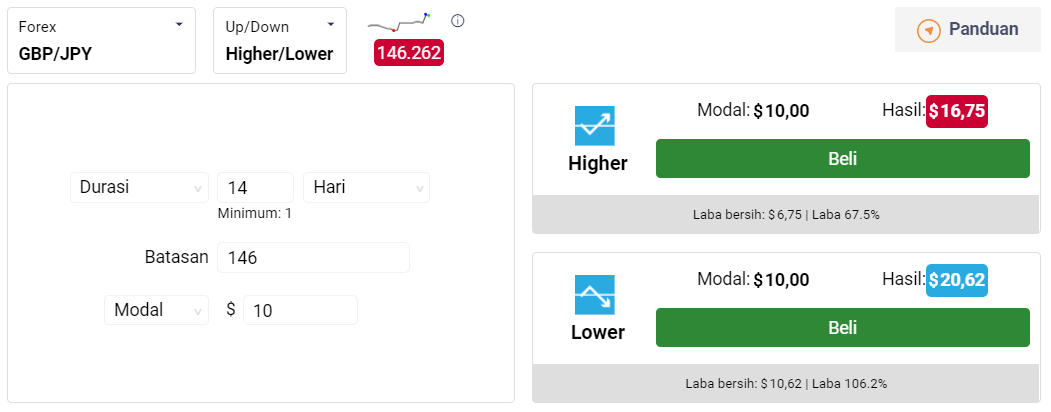 Forex
GBP/JPY
Up/Down
Higher/Lower
146.262
Panduan
Durasi 14 Hari
Minimum: 1
Batasan 146
Modal $ 10
Modal: $10,00 Hasil: $16,75
Higher
Beli
Laba bersih: $6,75 | Laba 67.5%
Modal: $10,00 Hasil: $20,62
Lower
Beli
Laba bersih: $10,62 | Laba 106.2%